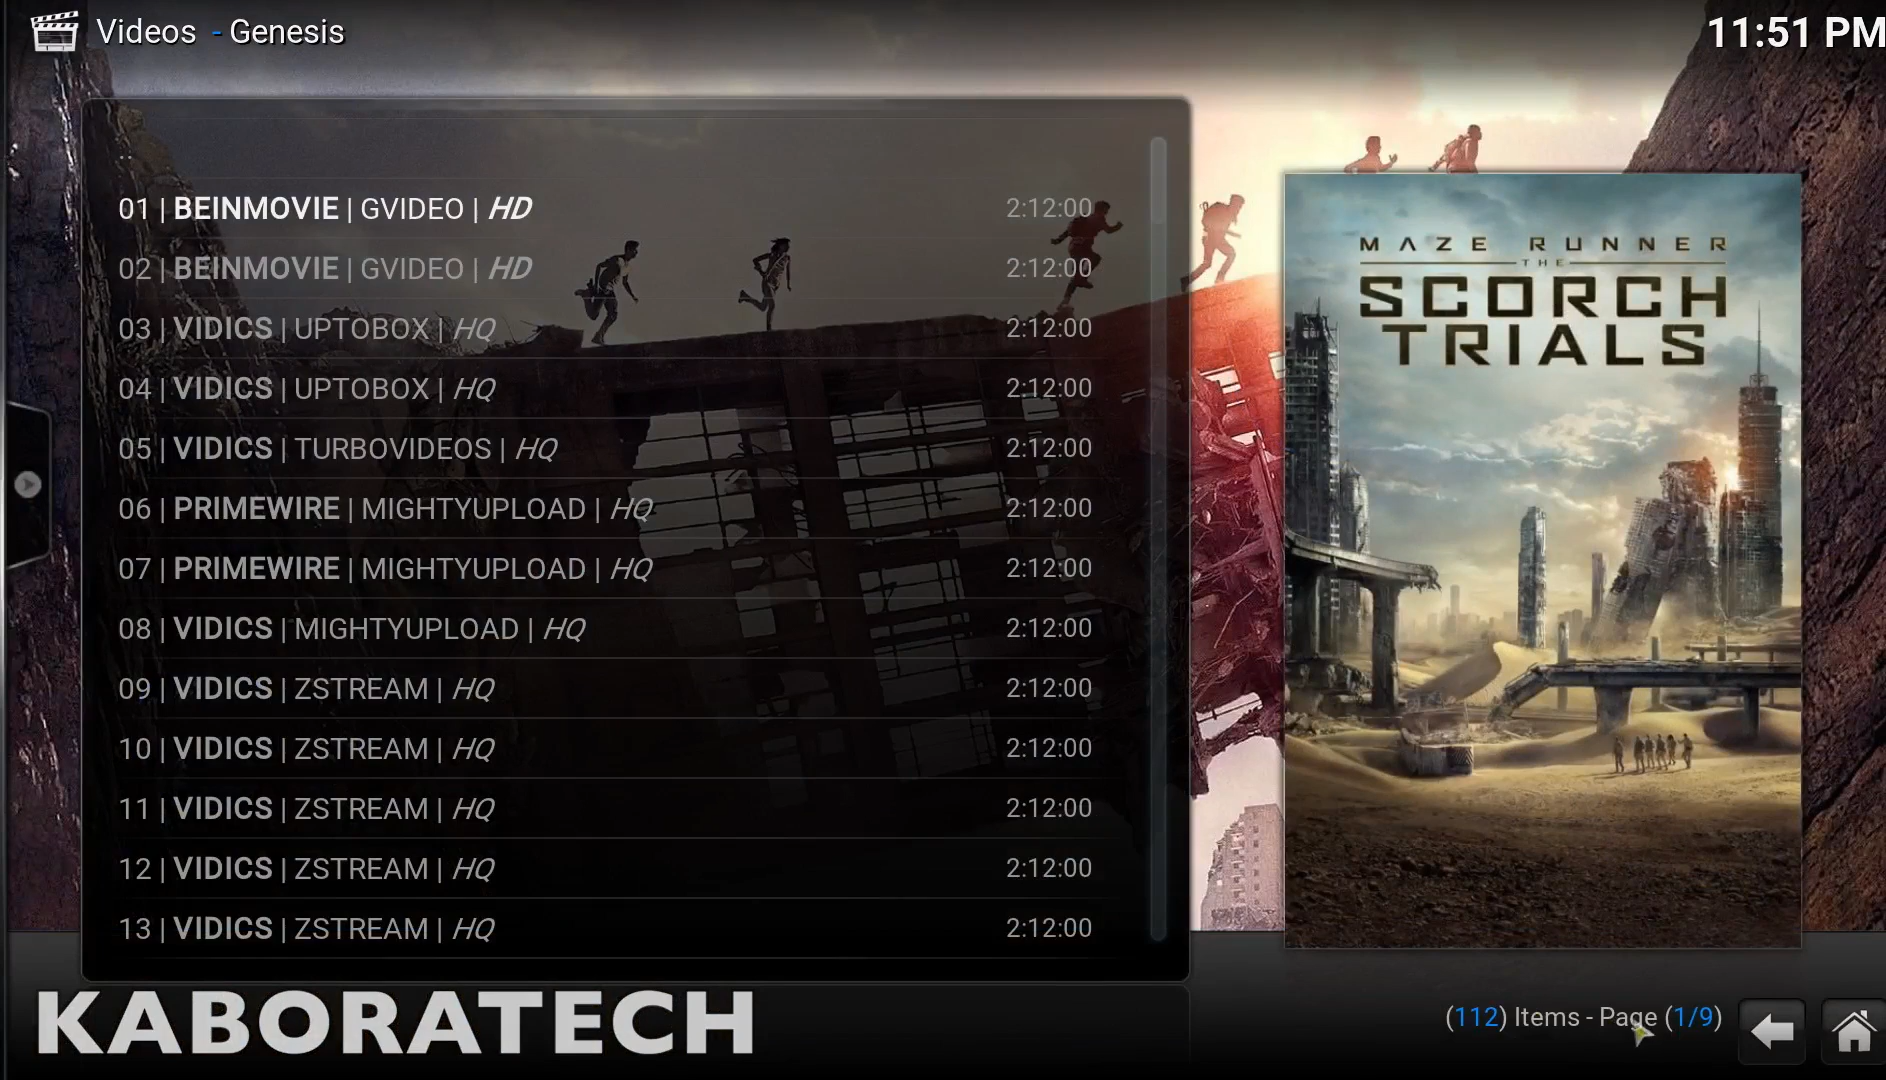 Videos - Genesis
11:51 PM
..
01 | BEINMOVIE | GVIDEO | HD 2:12:00
02 | BEINMOVIE | GVIDEO | HD 2:12:00
03 | VIDICS | UPTOBOX | HQ 2:12:00
04 | VIDICS | UPTOBOX | HQ 2:12:00
05 | VIDICS | TURBOVIDEOS | HQ 2:12:00
06 | PRIMEWIRE | MIGHTYUPLOAD | HQ 2:12:00
07 | PRIMEWIRE | MIGHTYUPLOAD | HQ 2:12:00
08 | VIDICS | MIGHTYUPLOAD | HQ 2:12:00
09 | VIDICS | ZSTREAM | HQ 2:12:00
10 | VIDICS | ZSTREAM | HQ 2:12:00
11 | VIDICS | ZSTREAM | HQ 2:12:00
12 | VIDICS | ZSTREAM | HQ 2:12:00
13 | VIDICS | ZSTREAM | HQ 2:12:00
MAZE RUNNER
THE
SCORCH
TRIALS
KABORATECH
(112) Items - Page (1/9)